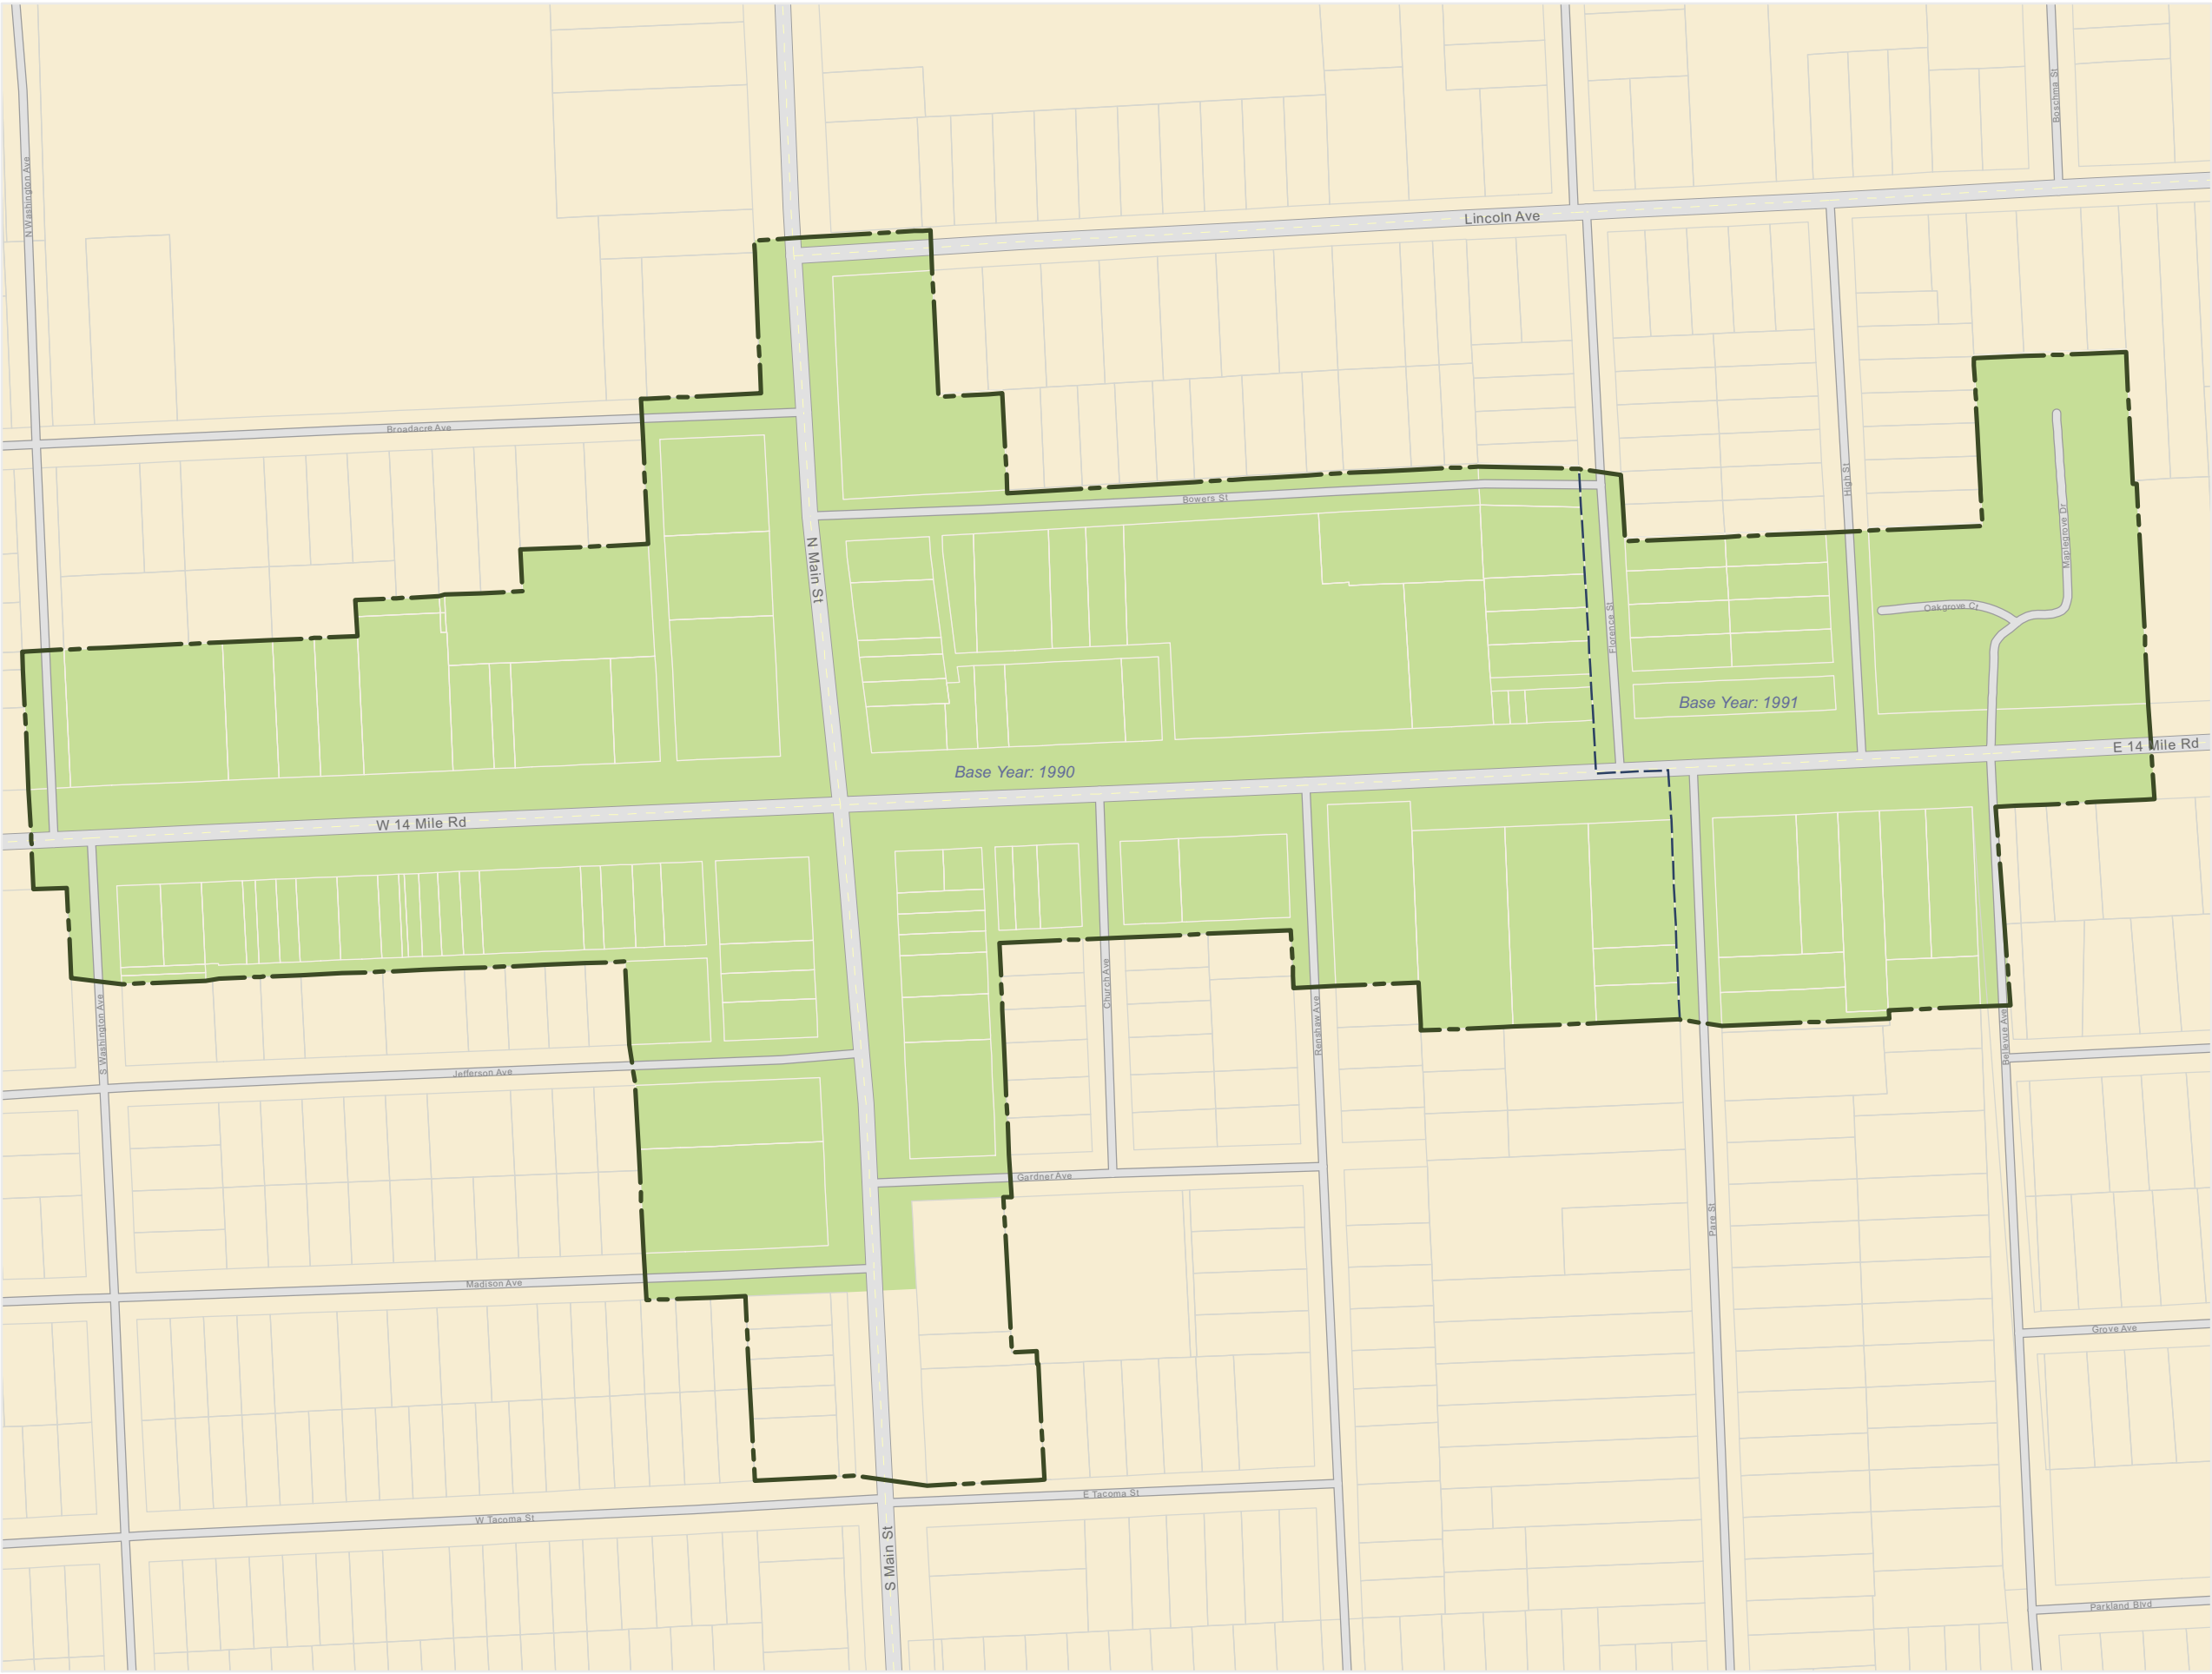 Boschma St
N Washington Ave
Lincoln Ave
Broadacre Ave
High St
Bowers St
Maplegrove Dr
N Main St
Oakgrove Cr
Florence St
Base Year: 1991
E 14 Mile Rd
Base Year: 1990
W 14 Mile Rd
Church Ave
Renshaw Ave
S Washington Ave
Bellevue Ave
Jefferson Ave
Gardner Ave
Pare St
Madison Ave
Grove Ave
E Tacoma St
W Tacoma St
S Main St
Parkland Blvd